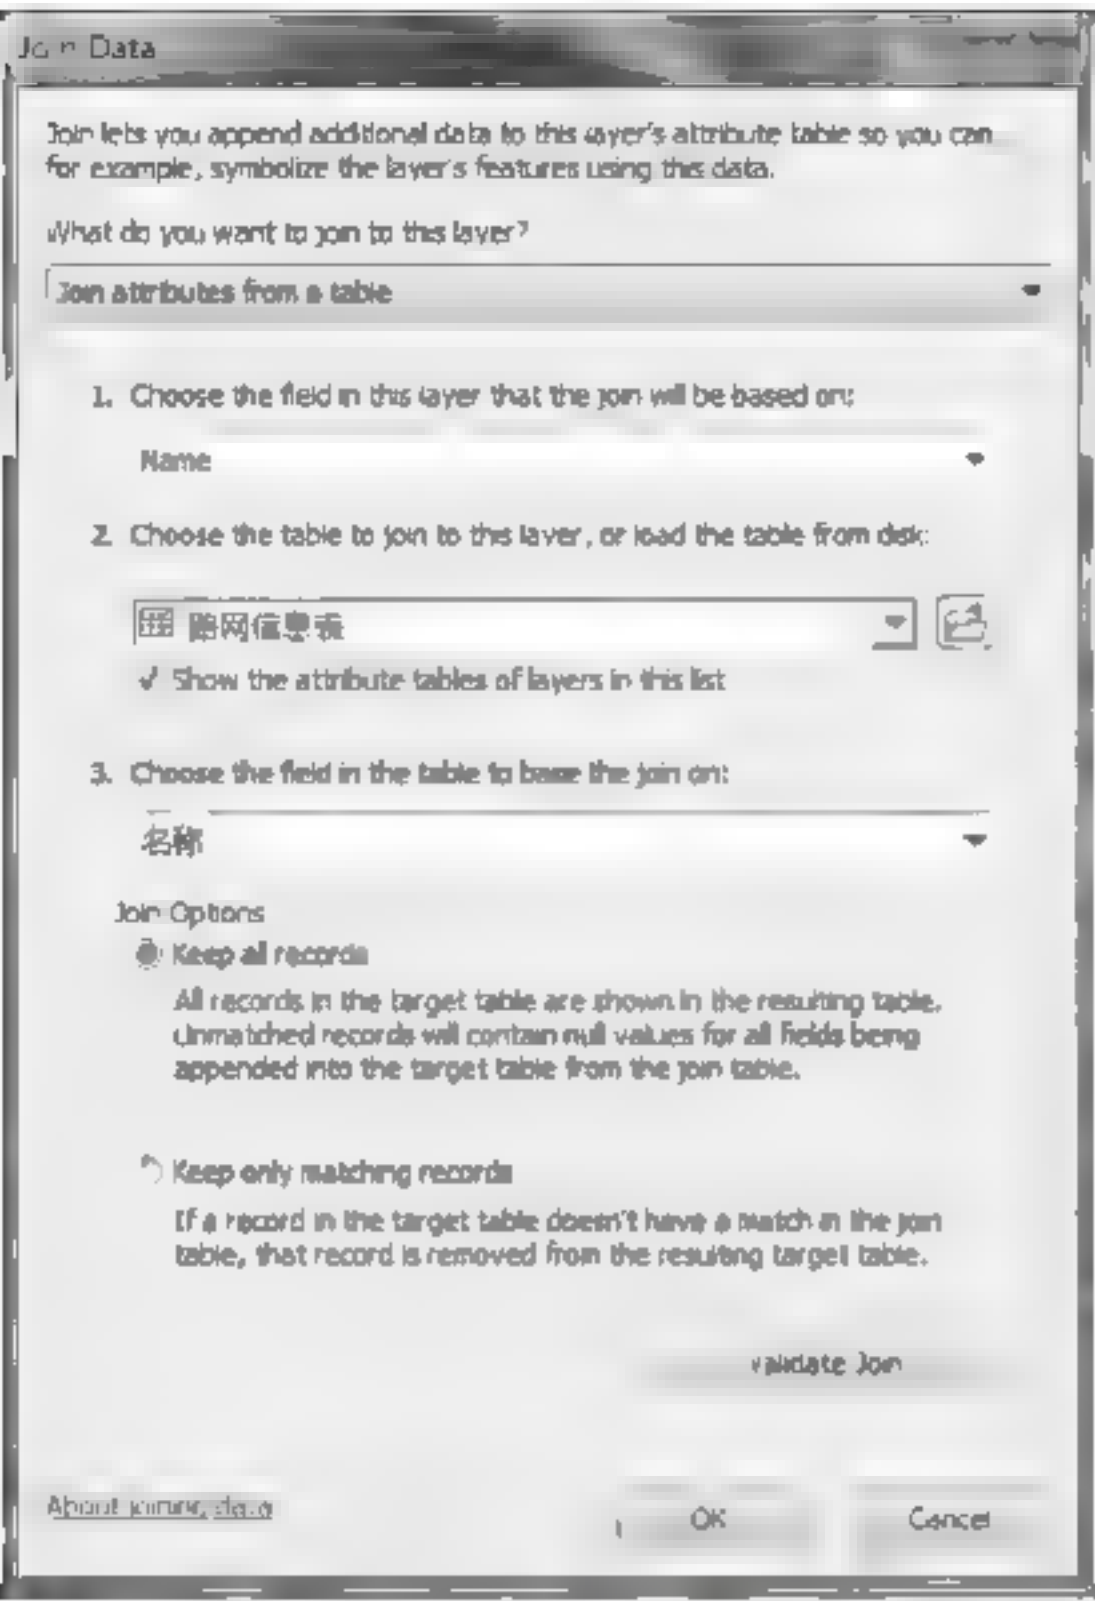 Join Data
Join lets you append additional data to this layer's attribute table so you can
for example, symbolize the layer's features using this data.
What do you want to join to this layer?
Join attributes from a table
1. Choose the field in this layer that the join will be based on:
Name
2. Choose the table to join to this layer, or load the table from disk:
路网信息表
Show the attribute tables of layers in this list
3. Choose the field in the table to base the join on:
名称
Join Options
Keep all records
All records in the target table are shown in the resulting table.
Unmatched records will contain null values for all fields being
appended into the target table from the join table.
Keep only matching records
If a record in the target table doesn't have a match in the join
table, that record is removed from the resulting target table.
Validate Join
About joining data
OK Cancel